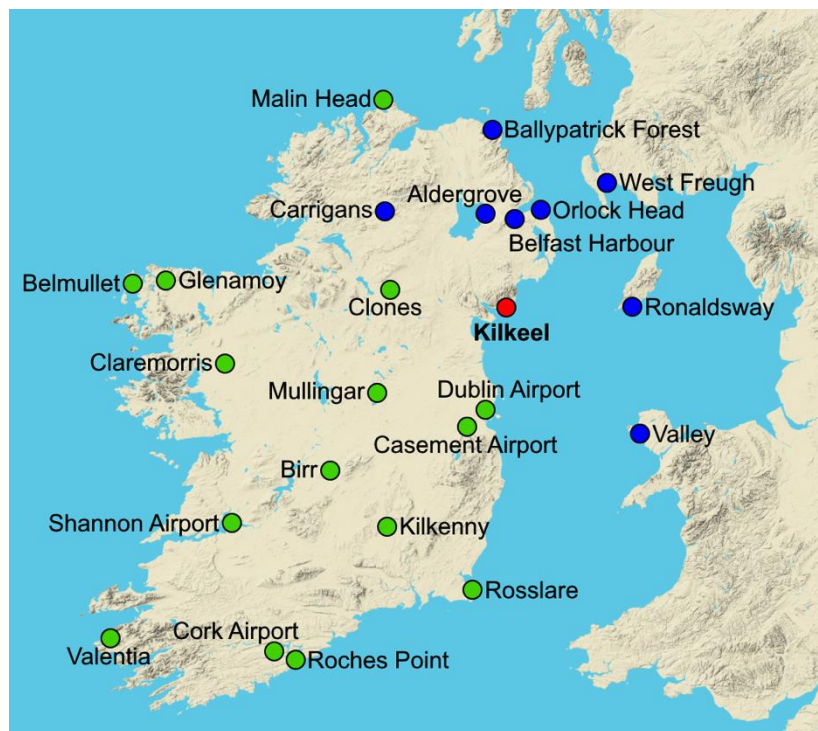 Malin Head
Ballypatrick Forest
West Freugh
Aldergrove
Carrigans
Orlock Head
Belfast Harbour
Belmullet
Glenamoy
Clones
Kilkeel
Ronaldsway
Claremorris
Mullingar
Dublin Airport
Casement Airport
Valley
Birr
Shannon Airport
Kilkenny
Rosslare
Cork Airport
Valentia
Roches Point